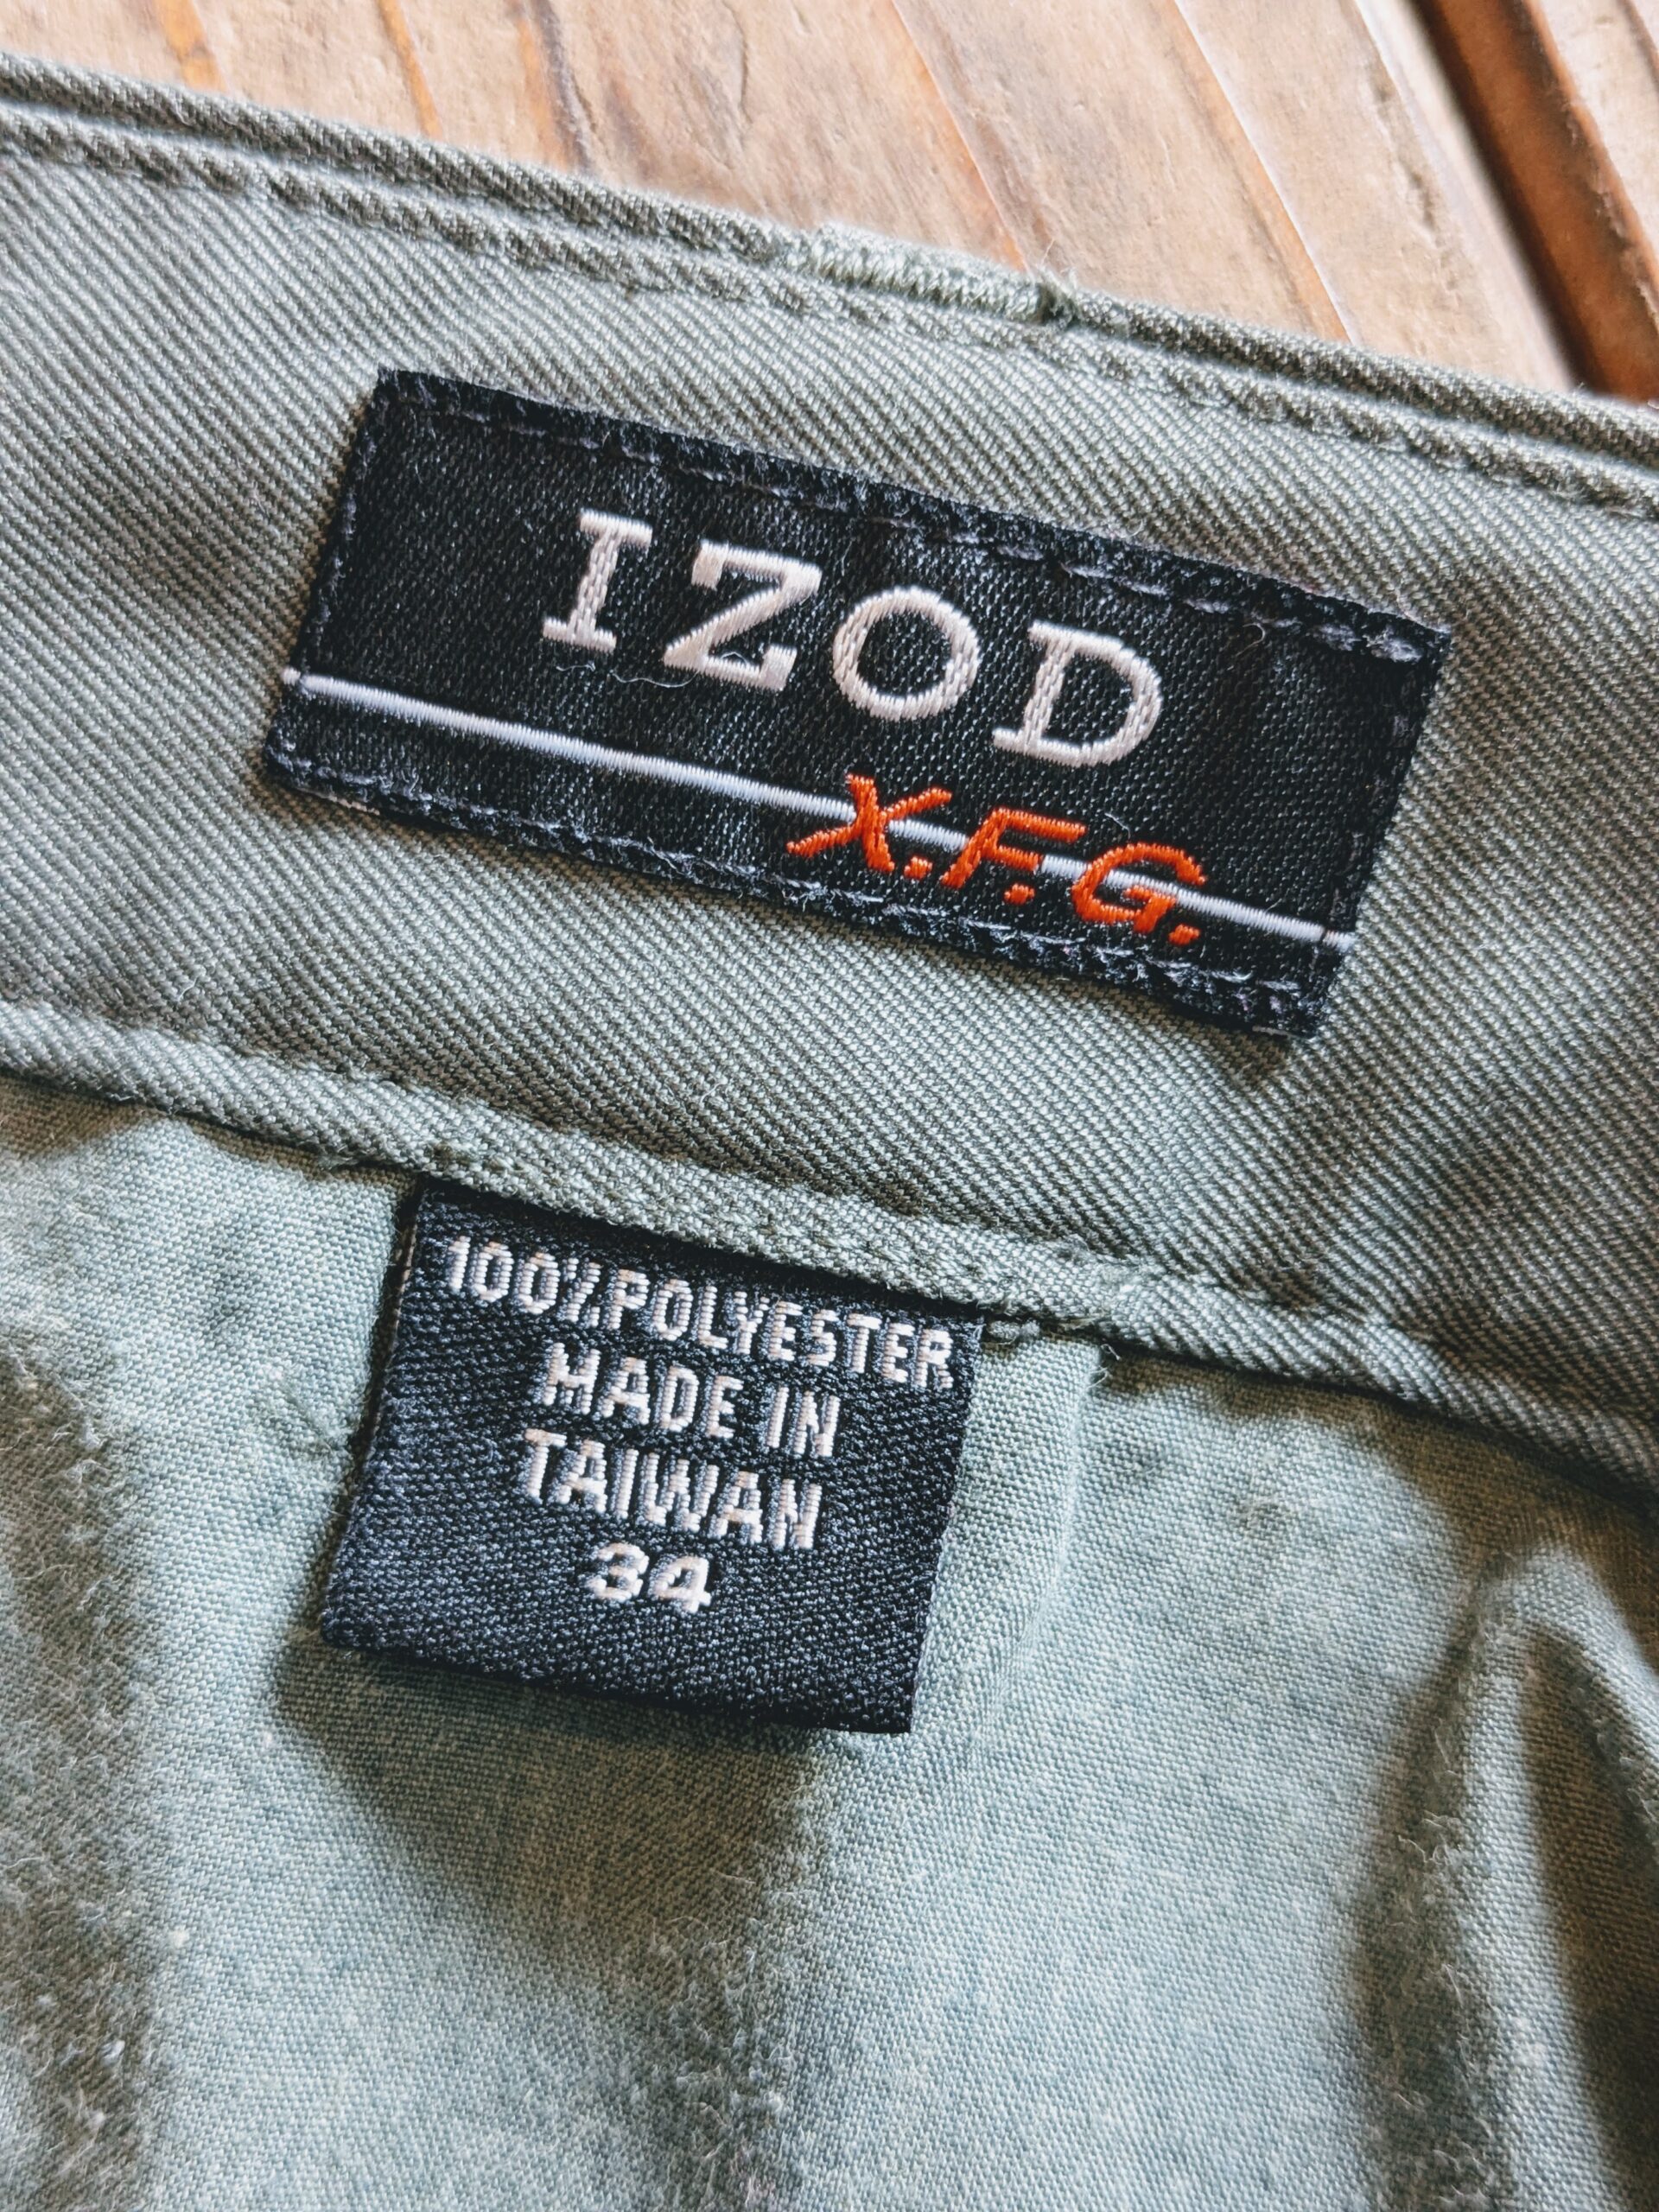 IZOD
X.F.G.
100%POLYESTER
MADE IN
TAIWAN
34